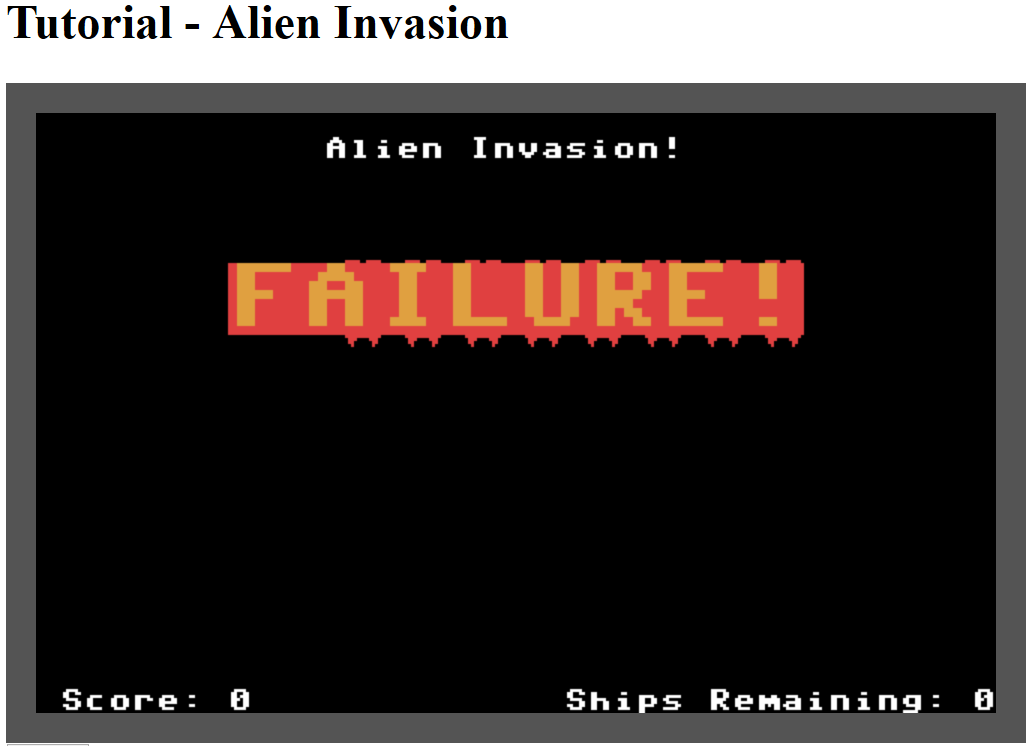 Tutorial - Alien Invasion
Alien Invasion!
FAILURE!
Score: 0
Ships Remaining: 0